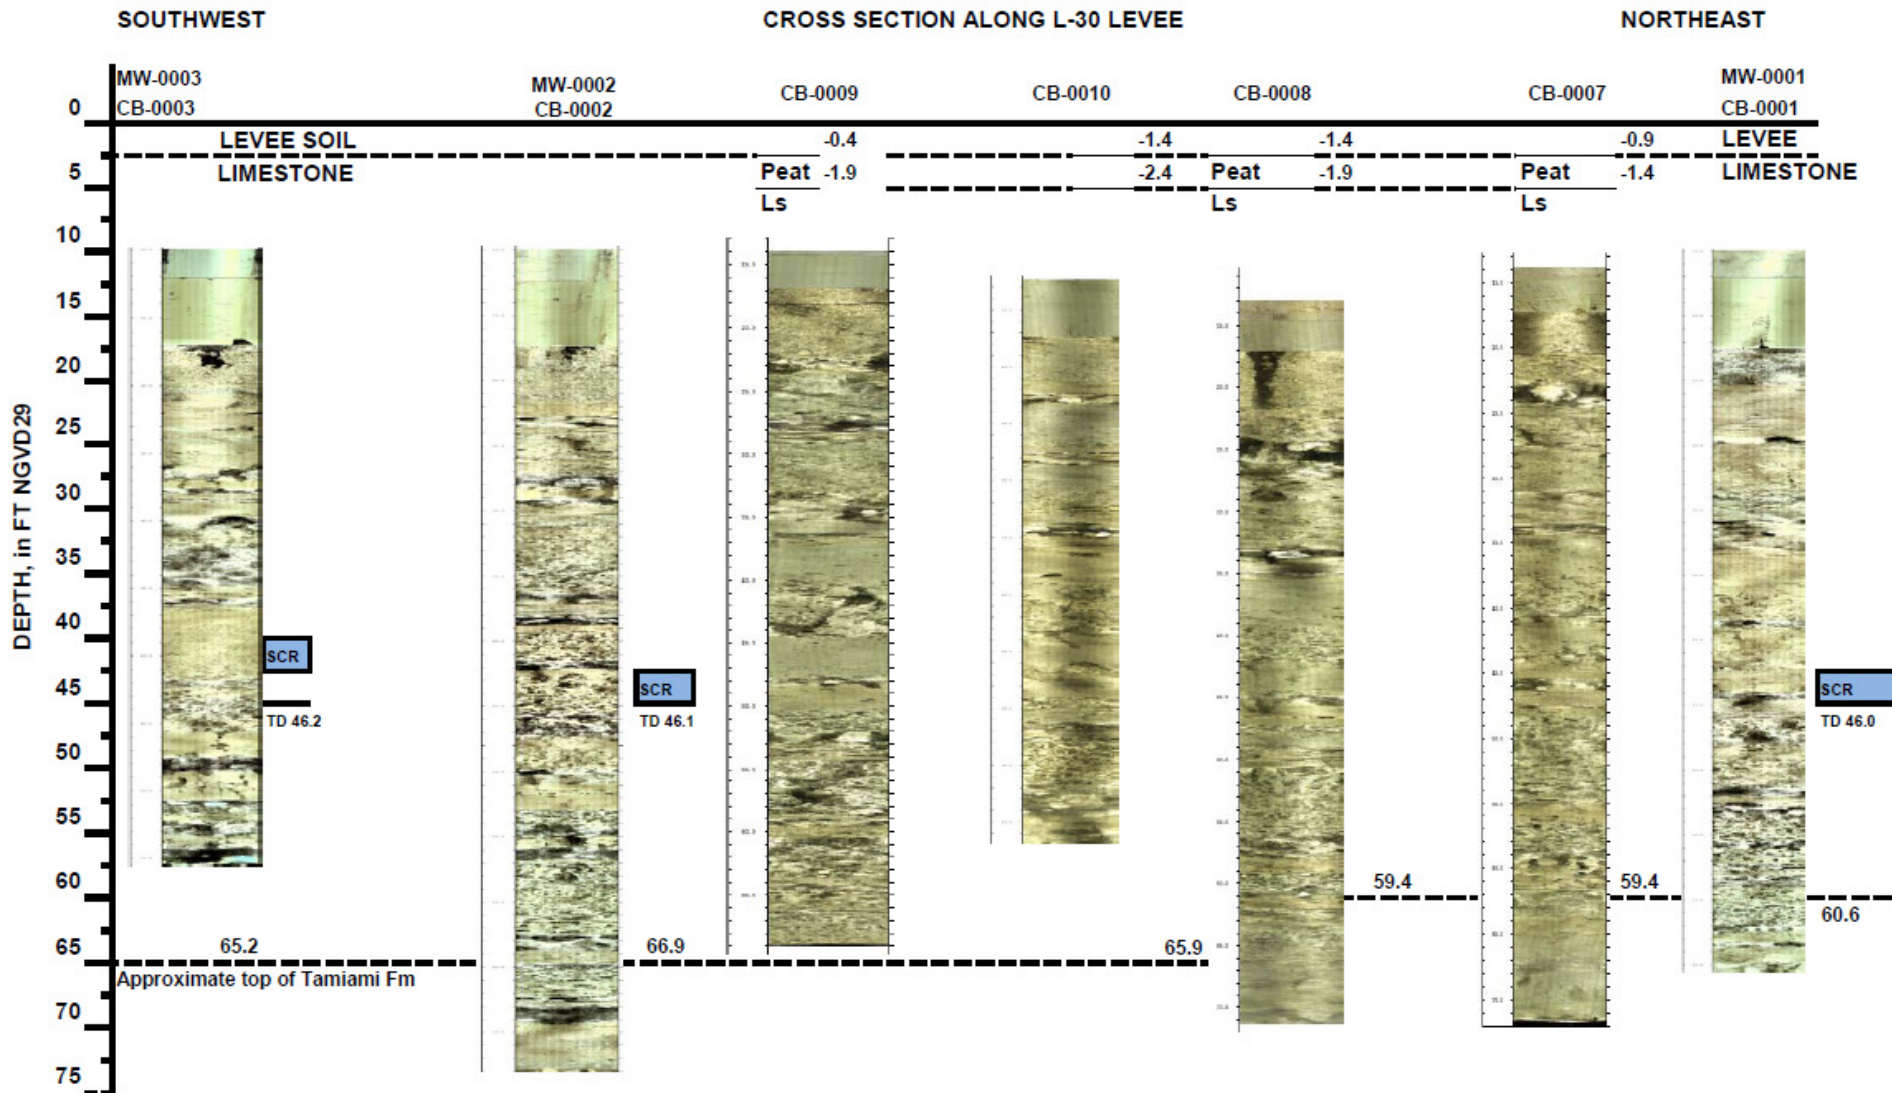 SOUTHWEST
CROSS SECTION ALONG L-30 LEVEE
NORTHEAST
MW-0003
CB-0003
MW-0002
CB-0002
CB-0009
CB-0010
CB-0008
CB-0007
MW-0001
CB-0001
DEPTH, in FT NGVD29
0
5
10
15
20
25
30
35
40
45
50
55
60
65
70
75
LEVEE SOIL
-0.4
-1.4
-1.4
-0.9
LEVEE
LIMESTONE
Peat
-1.9
-2.4
Peat
-1.9
Peat
-1.4
LIMESTONE
Ls
Ls
Ls
SCR
TD 46.2
SCR
TD 46.1
SCR
TD 46.0
59.4
59.4
60.6
65.2
66.9
65.9
Approximate top of Tamiami Fm